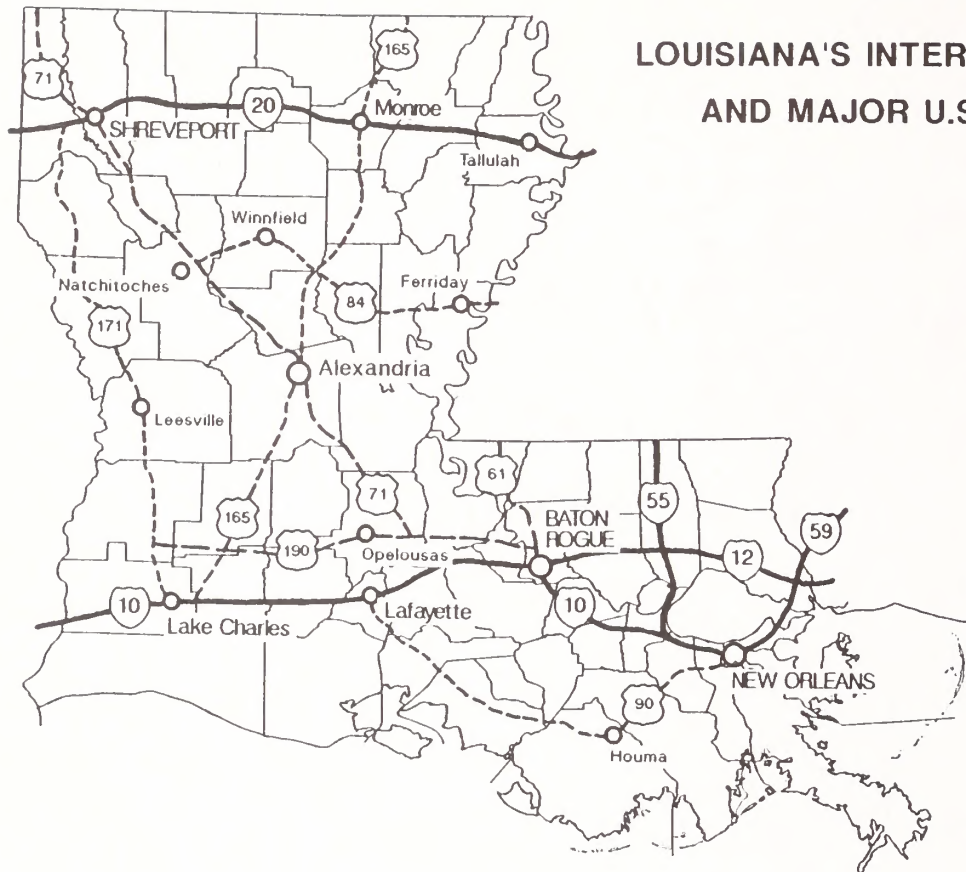 LOUISIANA'S INTER
AND MAJOR U.S
165
71
20
Monroe
SHREVEPORT
Tallulah
Winnfield
Natchitoches
Ferriday
84
171
Alexandria
Leesville
61
71
55
165
BATON
ROGUE
59
190
Opelousas
12
10
Lafayette
10
Lake Charles
NEW ORLEANS
90
Houma